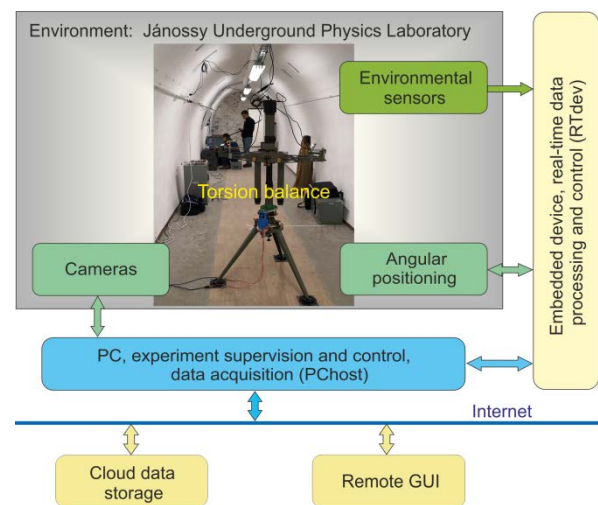 Environment: Jánossy Underground Physics Laboratory
Environmental
sensors
Torsion balance
Cameras
Angular
positioning
Embedded device, real-time data
processing and control (RTdev)
PC, experiment supervision and control,
data acquisition (PChost)
Internet
Cloud data
storage
Remote GUI